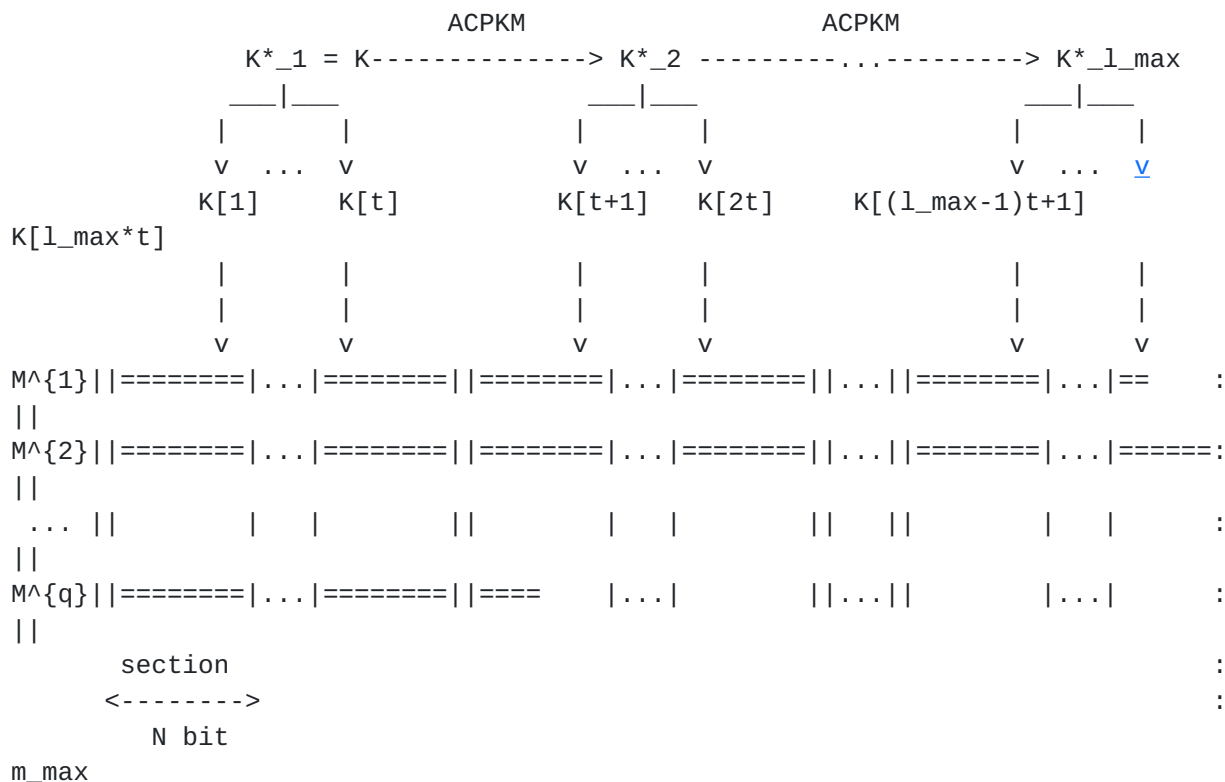 ACPKM                   ACPKM
              K*_1 = K--------------> K*_2 ---------...---------> K*_l_max
             ___|___                ___|___                     ___|___
            |       |              |       |                   |       |
            v  ...  v              v  ...  v                   v  ...  v
           K[1]     K[t]          K[t+1]   K[2t]     K[(l_max-1)t+1]
K[l_max*t]
            |       |              |       |                   |       |
            |       |              |       |                   |       |
            v       v              v       v                   v       v
M^{1}||========|...|========||========|...|========||...||========|...|==    :
||
M^{2}||========|...|========||========|...|========||...||========|...|======:
||
 ... ||        |   |        ||        |   |        ||   ||        |   |      :
||
M^{q}||========|...|========||====    |...|        ||...||        |...|      :
||
       section                                                               :
      <-------->                                                             :
         N bit
m_max